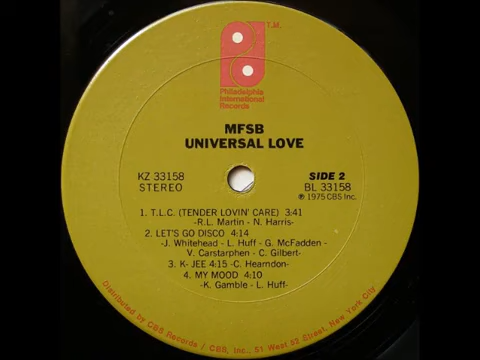 T.M.
Philadelphia
International
Records
MFSB
UNIVERSAL LOVE
KZ 33158
STEREO
SIDE 2
BL 33158
℗ 1975 CBS Inc.
1. T.L.C. (TENDER LOVIN' CARE) 3:41
-R.L. Martin - N. Harris-
2. LET'S GO DISCO 4:14
-J. Whitehead - L. Huff - G. McFadden -
V. Carstarphen - C. Gilbert-
3. K- JEE 4:15 -C. Hearndon-
4. MY MOOD 4:10
-K. Gamble - L. Huff-
Distributed by CBS Records / CBS, Inc., 51 West 52 Street, New York City